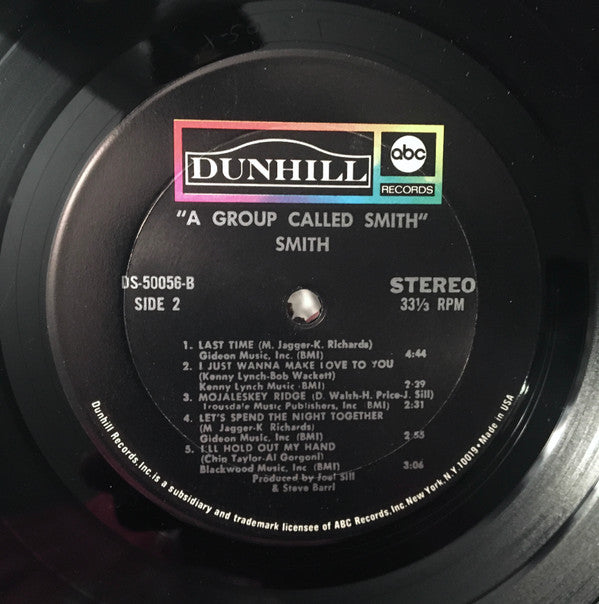 DUNHILL
abc
RECORDS
"A GROUP CALLED SMITH"
SMITH
DS-50056-B
SIDE 2
STEREO
33⅓ RPM
1. LAST TIME (M. Jagger-K. Richards)
Gideon Music, Inc. (BMI) 4:44
2. I JUST WANNA MAKE LOVE TO YOU
(Kenny Lynch-Bob Wackett)
Kenny Lynch Music (BMI) 2:39
3. MOJALESKEY RIDGE (D. Walsh-H. Price-J. Sill)
Trousdale Music Publishers, Inc (BMI) 2:31
4. LET'S SPEND THE NIGHT TOGETHER
(M Jagger-K Richards)
Gideon Music, Inc. (BMI) 2:55
5. I'LL HOLD OUT MY HAND
(Chip Taylor-Al Gorgoni)
Blackwood Music, Inc (BMI) 3:06
Produced by Joel Sill
& Steve Barri
Dunhill Records, Inc. is a subsidiary and trademark licensee of ABC Records, Inc. New York, N.Y. 10019 • Made in USA